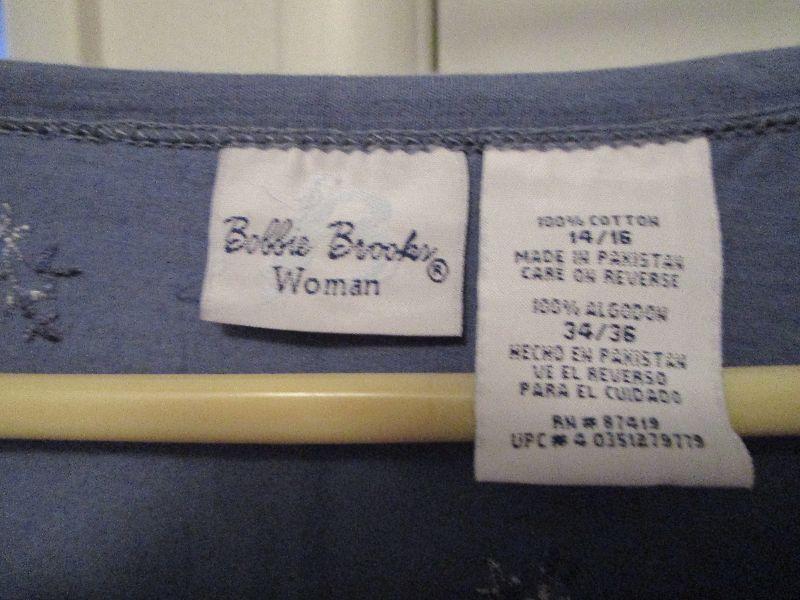 Bobbie Brooks®
Woman
100% COTTON
14/16
MADE IN PAKISTAN
CARE ON REVERSE
100% ALGODON
34/36
HECHO EN PAKISTAN
VE EL REVERSO
PARA EL CUIDADO
RN # 87419
UPC # 4 0351279779